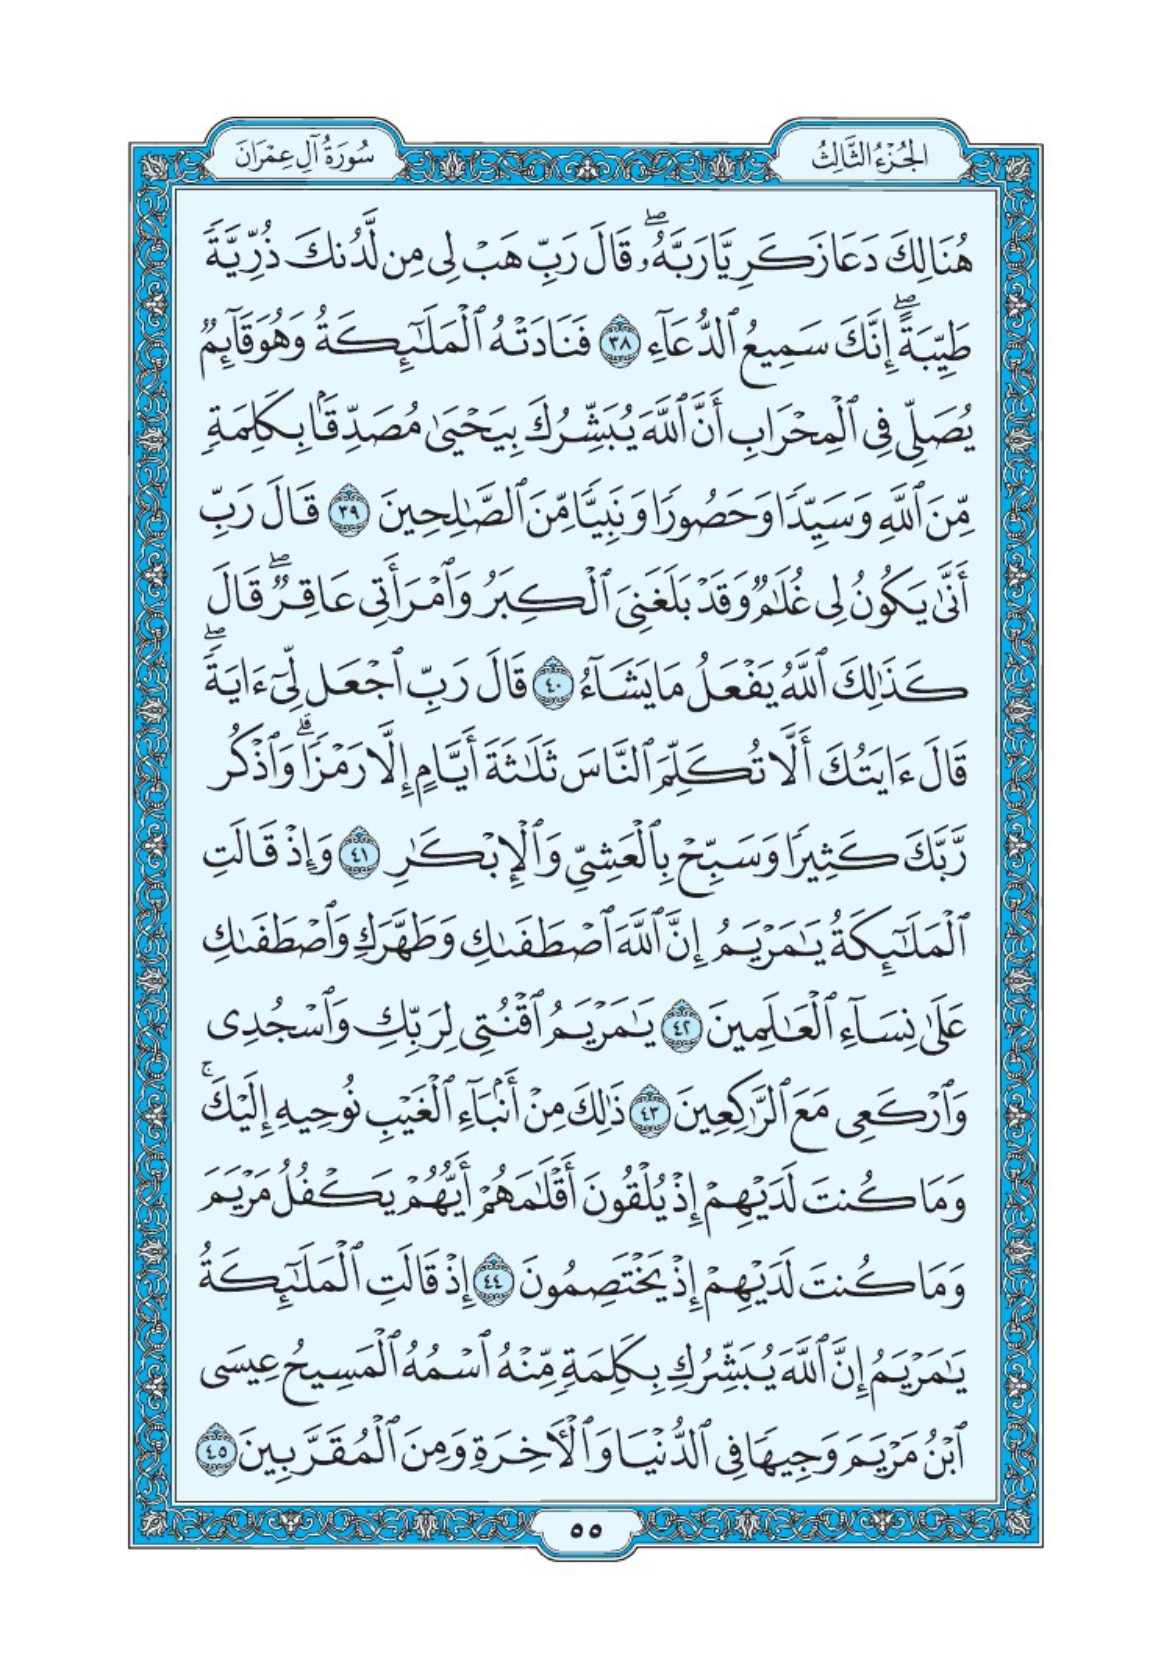 الجُزْءُ الثَّالِثُ
سُورَةُ آلِ عِمْرَانَ
هُنَالِكَ دَعَا زَكَرِيَّا رَبَّهُۥۖ قَالَ رَبِّ هَبۡ لِي مِن لَّدُنكَ ذُرِّيَّةٗ
طَيِّبَةًۖ إِنَّكَ سَمِيعُ ٱلدُّعَآءِ ٣٨ فَنَادَتۡهُ ٱلۡمَلَٰٓئِكَةُ وَهُوَ قَآئِمٞ
يُصَلِّي فِي ٱلۡمِحۡرَابِ أَنَّ ٱللَّهَ يُبَشِّرُكَ بِيَحۡيَىٰ مُصَدِّقَۢا بِكَلِمَةٖ
مِّنَ ٱللَّهِ وَسَيِّدٗا وَحَصُورٗا وَنَبِيّٗا مِّنَ ٱلصَّٰلِحِينَ ٣٩ قَالَ رَبِّ
أَنَّىٰ يَكُونُ لِي غُلَٰمٞ وَقَدۡ بَلَغَنِيَ ٱلۡكِبَرُ وَٱمۡرَأَتِي عَاقِرٞۖ قَالَ
كَذَٰلِكَ ٱللَّهُ يَفۡعَلُ مَا يَشَآءُ ٤٠ قَالَ رَبِّ ٱجۡعَل لِّيٓ ءَايَةٗۖ
قَالَ ءَايَتُكَ أَلَّا تُكَلِّمَ ٱلنَّاسَ ثَلَٰثَةَ أَيَّامٍ إِلَّا رَمۡزٗاۗ وَٱذۡكُر
رَّبَّكَ كَثِيرٗا وَسَبِّحۡ بِٱلۡعَشِيِّ وَٱلۡإِبۡكَٰرِ ٤١ وَإِذۡ قَالَتِ
ٱلۡمَلَٰٓئِكَةُ يَٰمَرۡيَمُ إِنَّ ٱللَّهَ ٱصۡطَفَىٰكِ وَطَهَّرَكِ وَٱصۡطَفَىٰكِ
عَلَىٰ نِسَآءِ ٱلۡعَٰلَمِينَ ٤٢ يَٰمَرۡيَمُ ٱقۡنُتِي لِرَبِّكِ وَٱسۡجُدِي
وَٱرۡكَعِي مَعَ ٱلرَّٰكِعِينَ ٤٣ ذَٰلِكَ مِنۡ أَنۢبَآءِ ٱلۡغَيۡبِ نُوحِيهِ إِلَيۡكَۚ
وَمَا كُنتَ لَدَيۡهِمۡ إِذۡ يُلۡقُونَ أَقۡلَٰمَهُمۡ أَيُّهُمۡ يَكۡفُلُ مَرۡيَمَ
وَمَا كُنتَ لَدَيۡهِمۡ إِذۡ يَخۡتَصِمُونَ ٤٤ إِذۡ قَالَتِ ٱلۡمَلَٰٓئِكَةُ
يَٰمَرۡيَمُ إِنَّ ٱللَّهَ يُبَشِّرُكِ بِكَلِمَةٖ مِّنۡهُ ٱسۡمُهُ ٱلۡمَسِيحُ عِيسَى
ٱبۡنُ مَرۡيَمَ وَجِيهٗا فِي ٱلدُّنۡيَا وَٱلۡأٓخِرَةِ وَمِنَ ٱلۡمُقَرَّبِينَ ٤٥
٥٥